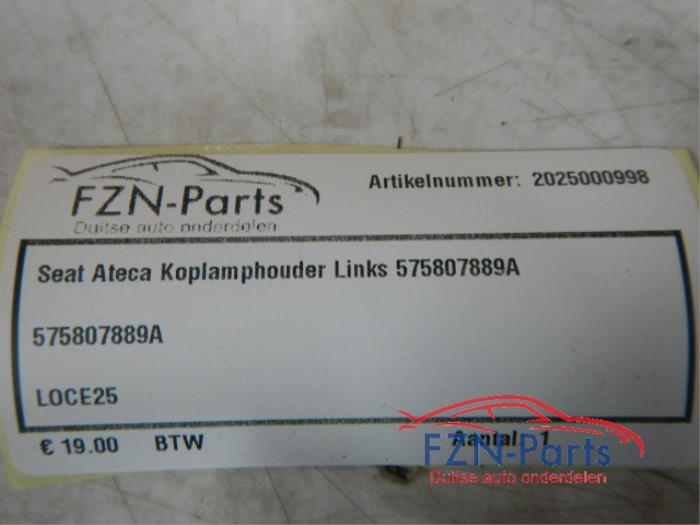 FZN-Parts
Duitse auto onderdelen
Artikelnummer: 2025000998
Seat Ateca Koplamphouder Links 575807889A
575807889A
LOCE25
€ 19.00 BTW Aantal: 1
FZN-Parts
Duitse auto onderdelen